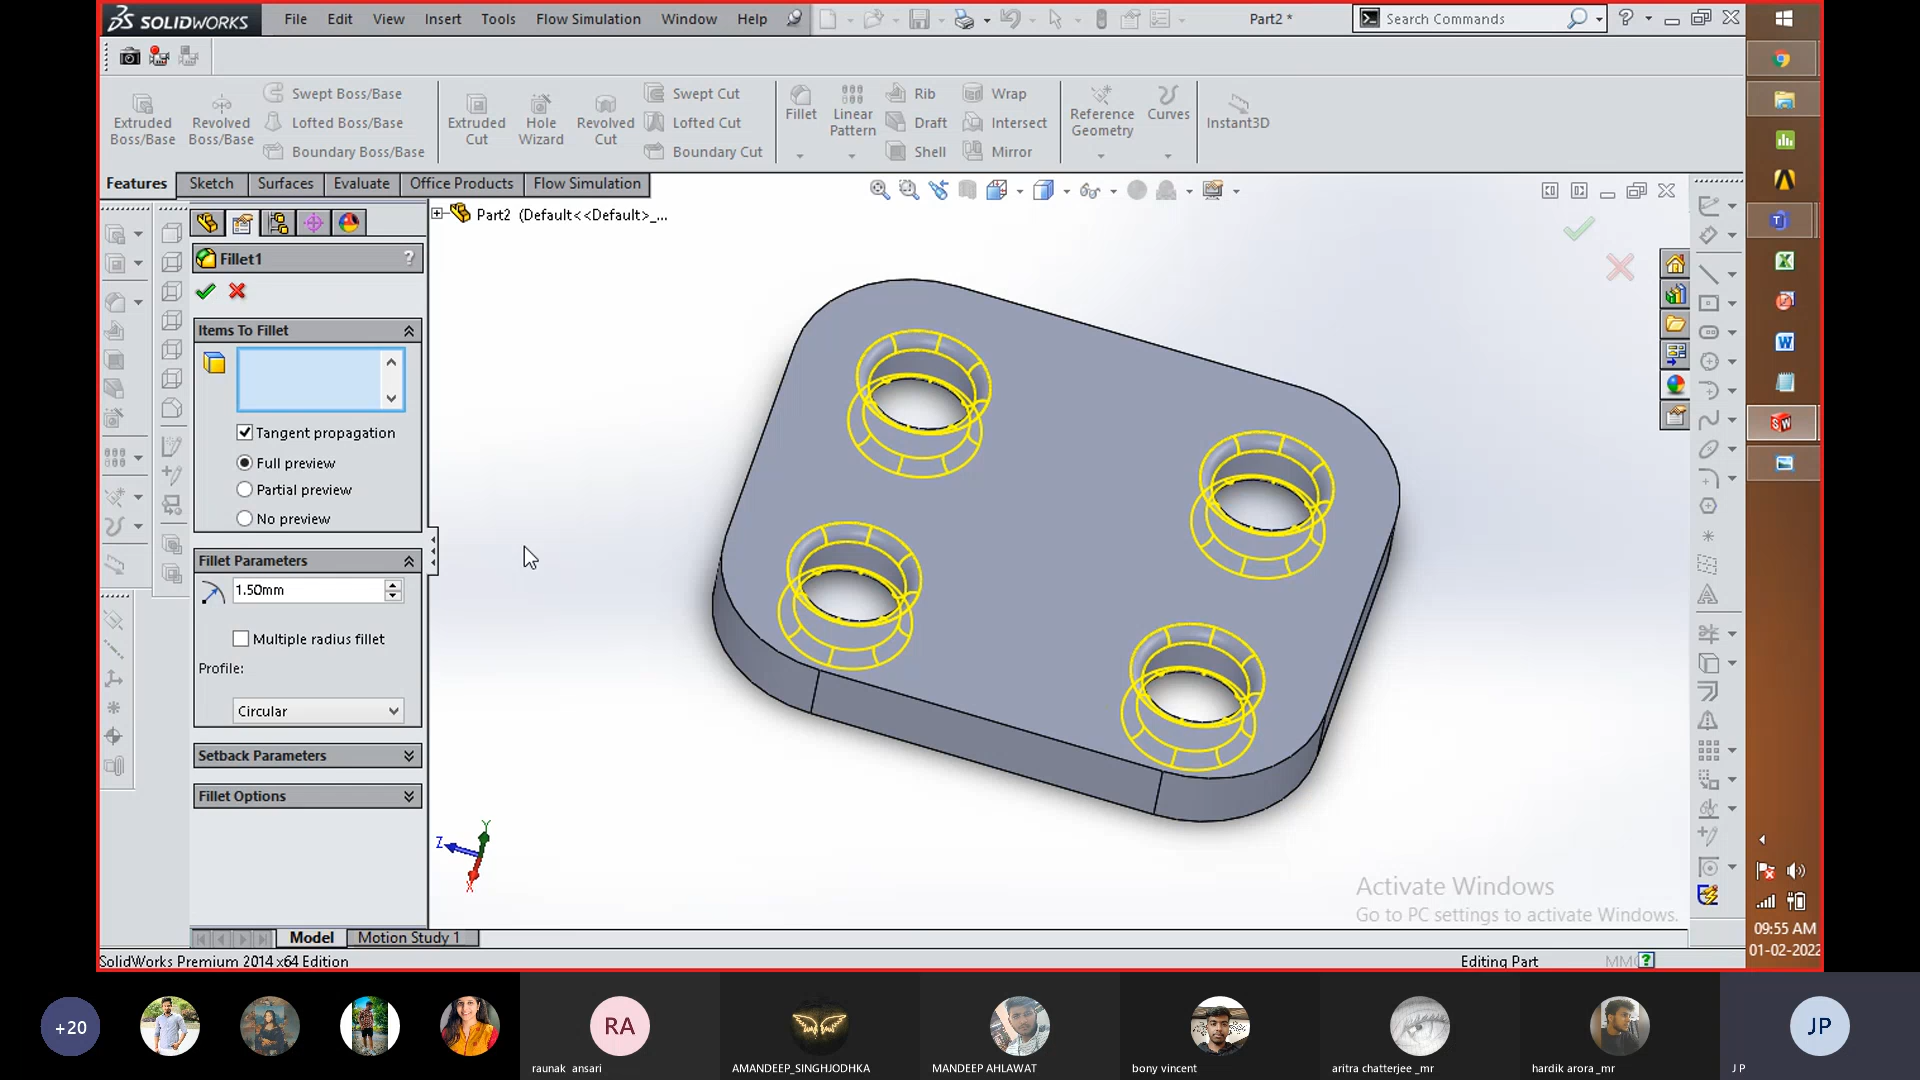 SOLIDWORKS
File Edit View Insert Tools Flow Simulation Window Help
Part2 *
Search Commands
Extruded Boss/Base
Revolved Boss/Base
Swept Boss/Base
Lofted Boss/Base
Boundary Boss/Base
Extruded Cut
Hole Wizard
Revolved Cut
Swept Cut
Lofted Cut
Boundary Cut
Fillet
Linear Pattern
Rib
Draft
Shell
Wrap
Intersect
Mirror
Reference Geometry
Curves
Instant3D
Features Sketch Surfaces Evaluate Office Products Flow Simulation
Part2 (Default<<Default>_...
Fillet1 ?
Items To Fillet
Tangent propagation
Full preview
Partial preview
No preview
Fillet Parameters
1.50mm
Multiple radius fillet
Profile:
Circular
Setback Parameters
Fillet Options
Y
Z
X
Activate Windows
Go to PC settings to activate Windows.
Model Motion Study 1
SolidWorks Premium 2014 x64 Edition
Editing Part
09:55 AM
01-02-2022
+20
RA
JP
raunak ansari
AMANDEEP_SINGHJODHKA
MANDEEP AHLAWAT
bony vincent
aritra chatterjee _mr
hardik arora _mr
J P